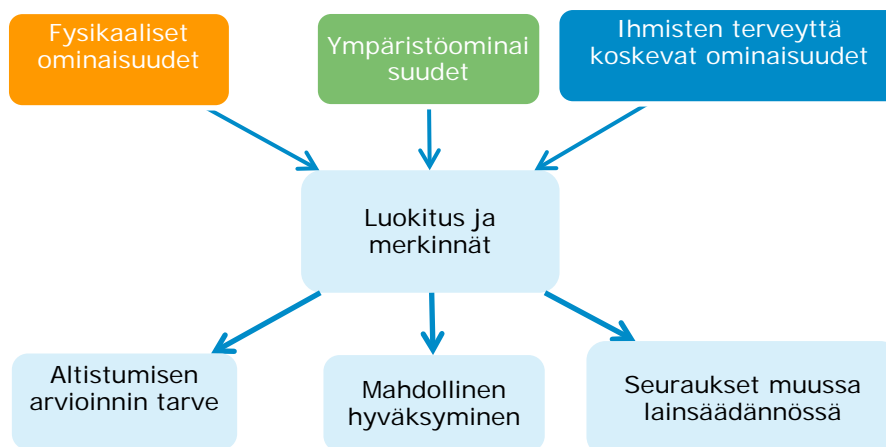 Fysikaaliset
ominaisuudet
Ympäristöominai
suudet
Ihmisten terveyttä
koskevat ominaisuudet
Luokitus ja
merkinnät
Altistumisen
arvioinnin tarve
Mahdollinen
hyväksyminen
Seuraukset muussa
lainsäädännössä